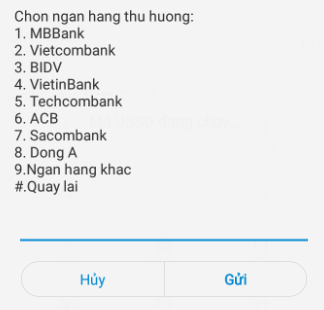 Chon ngan hang thu huong:
1. MBBank
2. Vietcombank
3. BIDV
4. VietinBank
5. Techcombank
6. ACB
7. Sacombank
8. Dong A
9.Ngan hang khac
#.Quay lai
Hủy Gửi